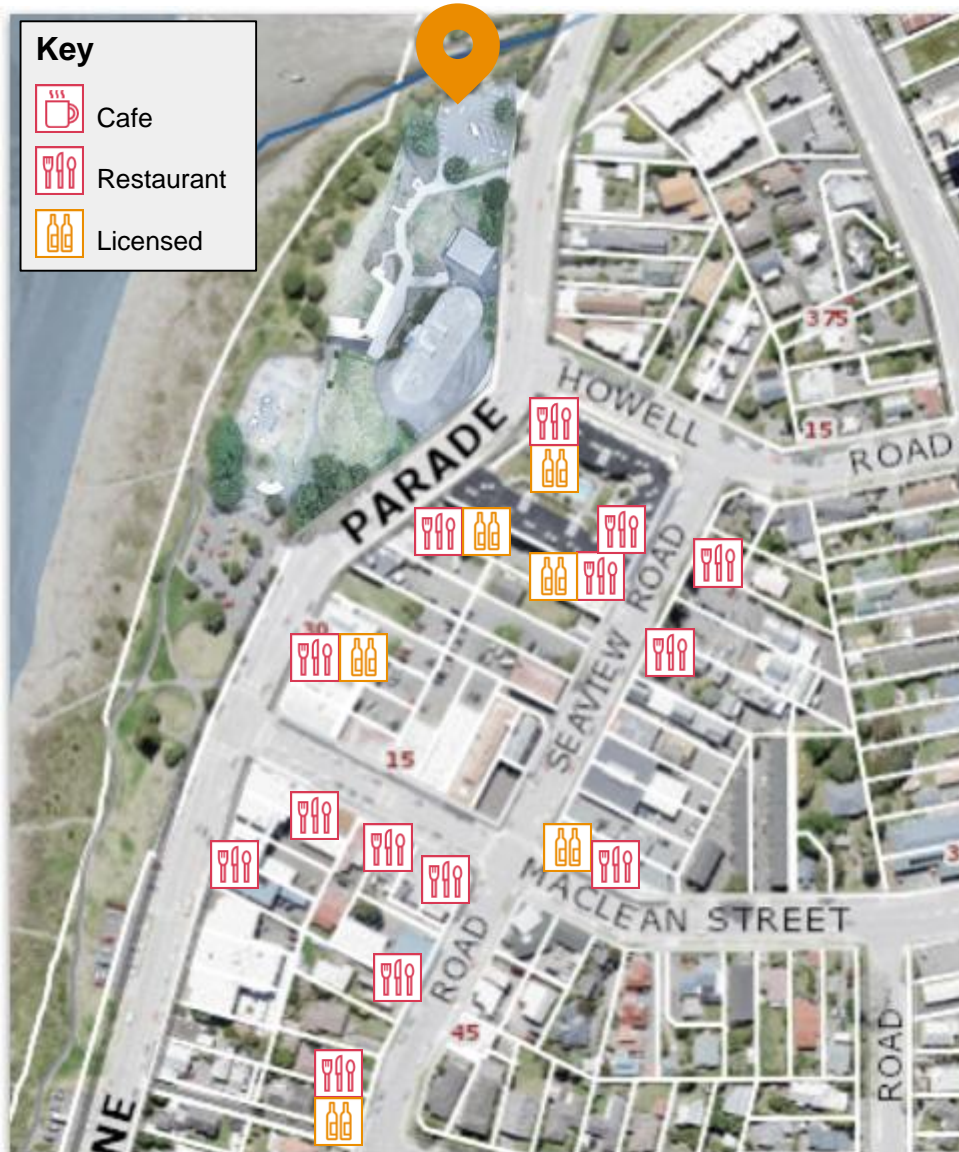 Key
Cafe
Restaurant
Licensed
375
HOWELL
15
ROAD
PARADE
ROAD
30
SEAVIEW
15
MACLEAN STREET
3
ROAD
45
ROAD
NE